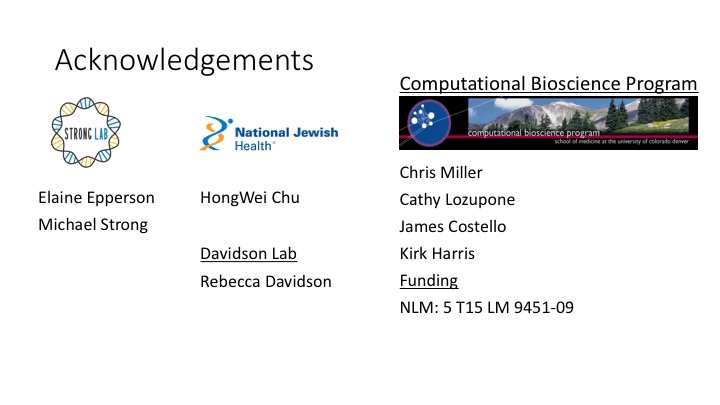 Acknowledgements
STRONG LAB
Elaine Epperson
Michael Strong
National Jewish
Health®
HongWei Chu
Davidson Lab
Rebecca Davidson
Computational Bioscience Program
computational bioscience program
school of medicine at the university of colorado denver
Chris Miller
Cathy Lozupone
James Costello
Kirk Harris
Funding
NLM: 5 T15 LM 9451-09